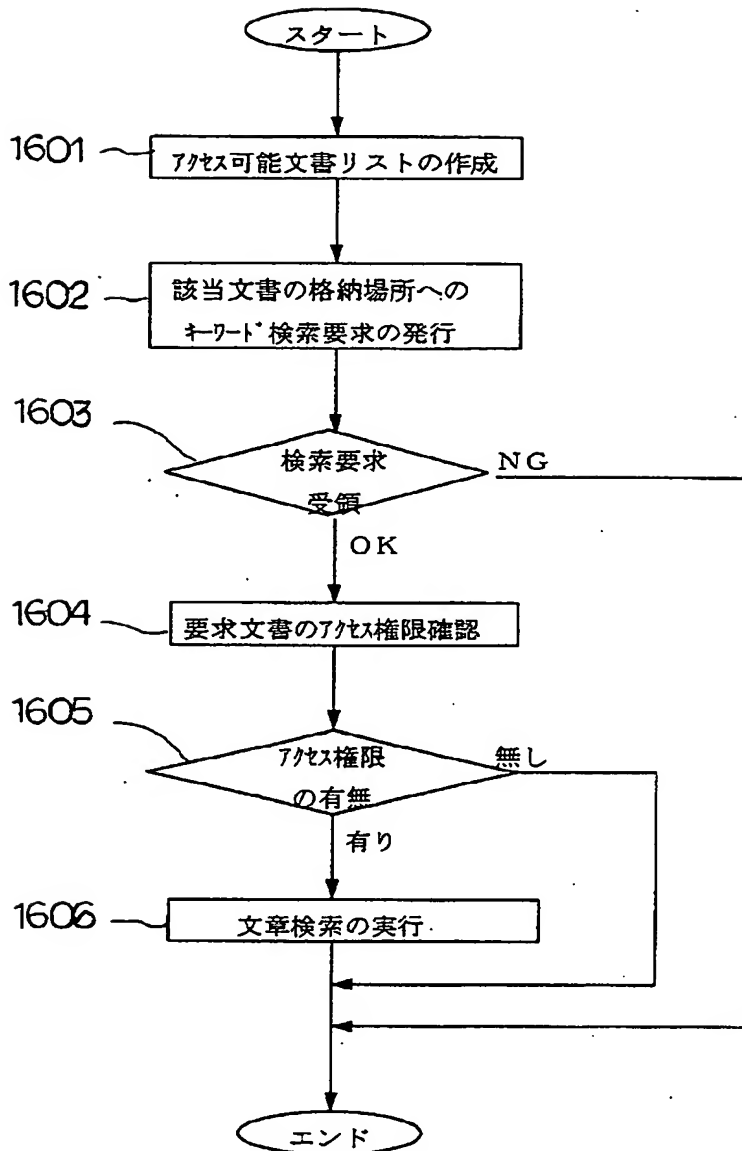 スタート
1601
アクセス可能文書リストの作成
1602
該当文書の格納場所への
キーワード検索要求の発行
1603
検索要求
受領
NG
OK
1604
要求文書のアクセス権限確認
1605
アクセス権限
の有無
無し
有り
1606
文章検索の実行
エンド